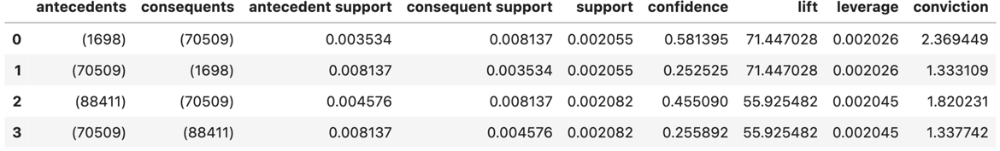 antecedents consequents antecedent support consequent support support confidence lift leverage conviction
0 (1698) (70509) 0.003534 0.008137 0.002055 0.581395 71.447028 0.002026 2.369449
1 (70509) (1698) 0.008137 0.003534 0.002055 0.252525 71.447028 0.002026 1.333109
2 (88411) (70509) 0.004576 0.008137 0.002082 0.455090 55.925482 0.002045 1.820231
3 (70509) (88411) 0.008137 0.004576 0.002082 0.255892 55.925482 0.002045 1.337742